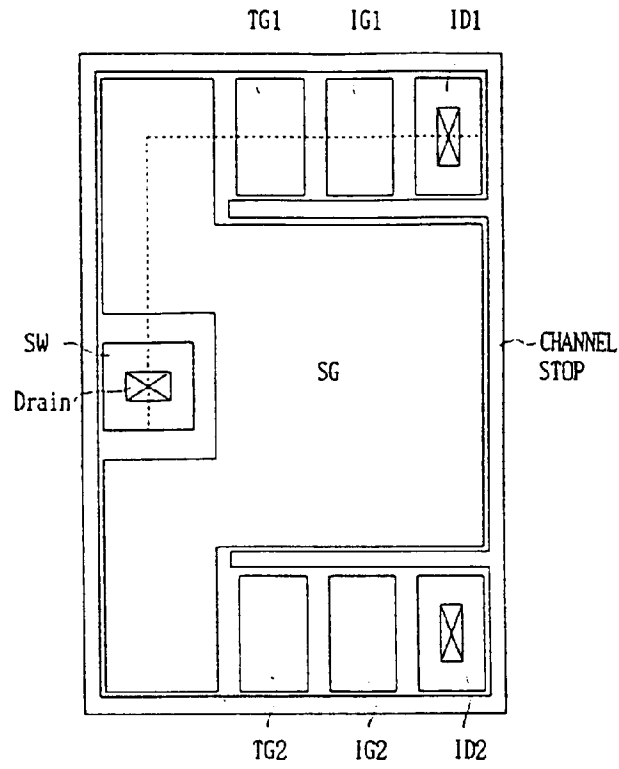 TG1 IG1 ID1
SW
Drain
SG
CHANNEL
STOP
TG2 IG2 ID2